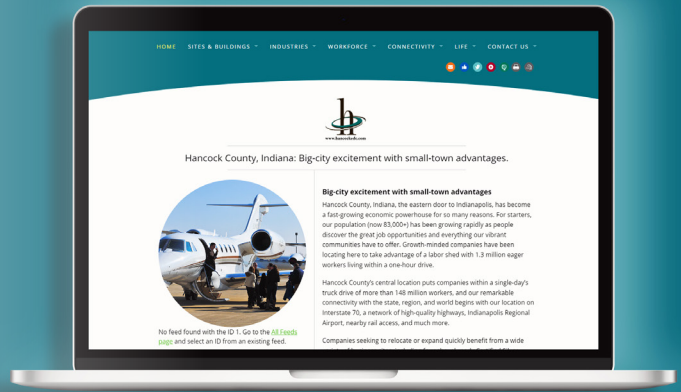 HOME SITES & BUILDINGS INDUSTRIES WORKFORCE CONNECTIVITY LIFE CONTACT US
www.hancockedc.com
Hancock County, Indiana: Big-city excitement with small-town advantages.
Big-city excitement with small-town advantages
Hancock County, Indiana, the eastern door to Indianapolis, has become
a fast-growing economic powerhouse for so many reasons. For starters,
our population (now 83,000+) has been growing rapidly as people
discover the great job opportunities and everything our vibrant
communities have to offer. Growth-minded companies have been
locating here to take advantage of a labor shed with 1.3 million eager
workers living within a one-hour drive.
Hancock County's central location puts companies within a single-day's
truck drive of more than 148 million workers, and our remarkable
connectivity with the state, region, and world begins with our location on
Interstate 70, a network of high-quality highways, Indianapolis Regional
Airport, nearby rail access, and much more.
Companies seeking to relocate or expand quickly benefit from a wide
No feed found with the ID 1. Go to the All Feeds
page and select an ID from an existing feed.